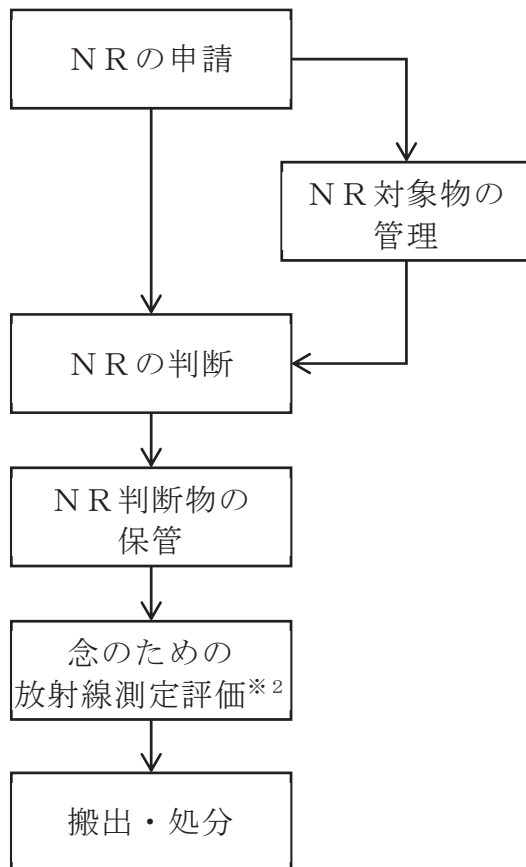 ＮＲの申請
ＮＲ対象物の
管理
ＮＲの判断
ＮＲ判断物の
保管
念のための
放射線測定評価※２
搬出・処分